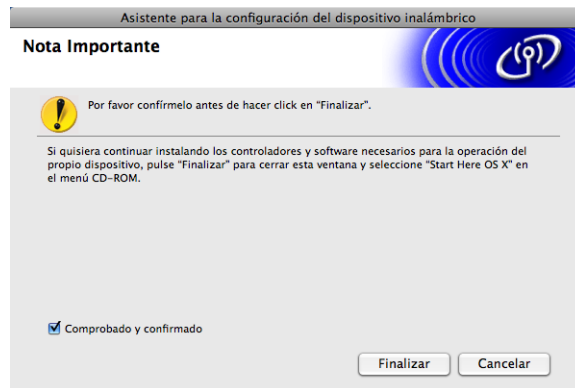 Asistente para la configuración del dispositivo inalámbrico
Nota Importante
Por favor confírmelo antes de hacer click en “Finalizar”.
Si quisiera continuar instalando los controladores y software necesarios para la operación del
propio dispositivo, pulse “Finalizar” para cerrar esta ventana y seleccione “Start Here OS X” en
el menú CD-ROM.
Comprobado y confirmado
Finalizar
Cancelar